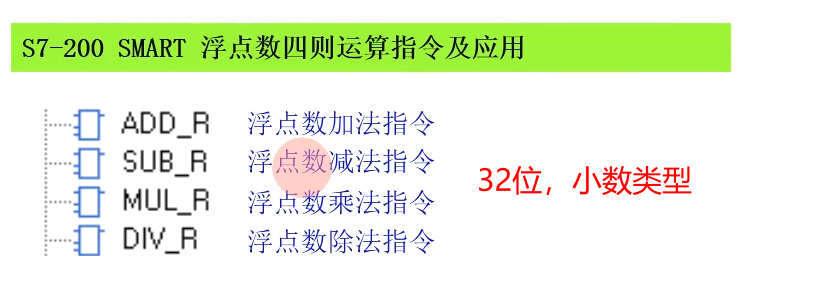 S7-200 SMART 浮点数四则运算指令及应用
ADD_R 浮点数加法指令
SUB_R 浮点数减法指令
32位，小数类型
MUL_R 浮点数乘法指令
DIV_R 浮点数除法指令